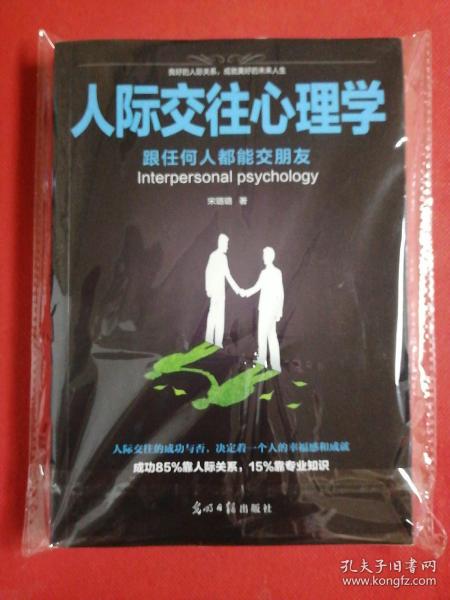 良好的人际关系，成就美好的未来人生
人际交往心理学
跟任何人都能交朋友
Interpersonal psychology
宋璐璐 著
人际交往的成功与否，决定着一个人的幸福感和成就
成功85%靠人际关系，15%靠专业知识
光明日报出版社
孔夫子旧书网
www.kongfz.com